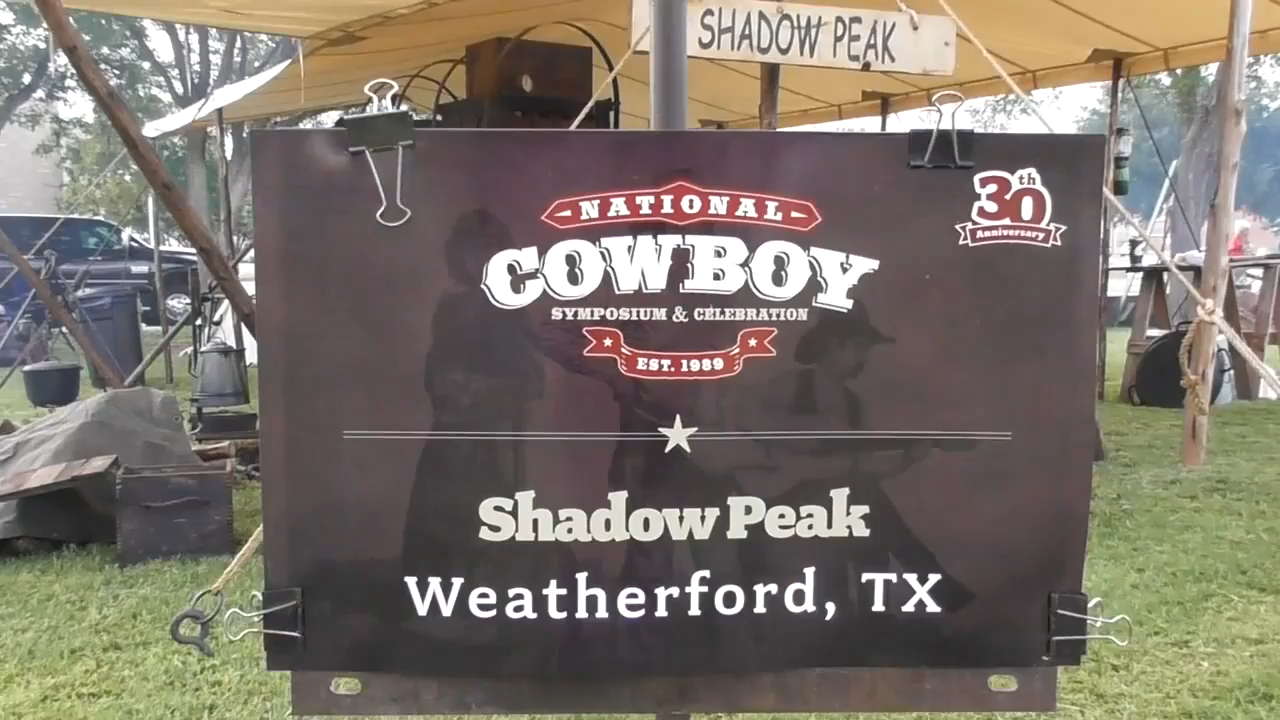 SHADOW PEAK
NATIONAL
COWBOY
SYMPOSIUM & CELEBRATION
EST. 1989
30th
Anniversary
Shadow Peak
Weatherford, TX